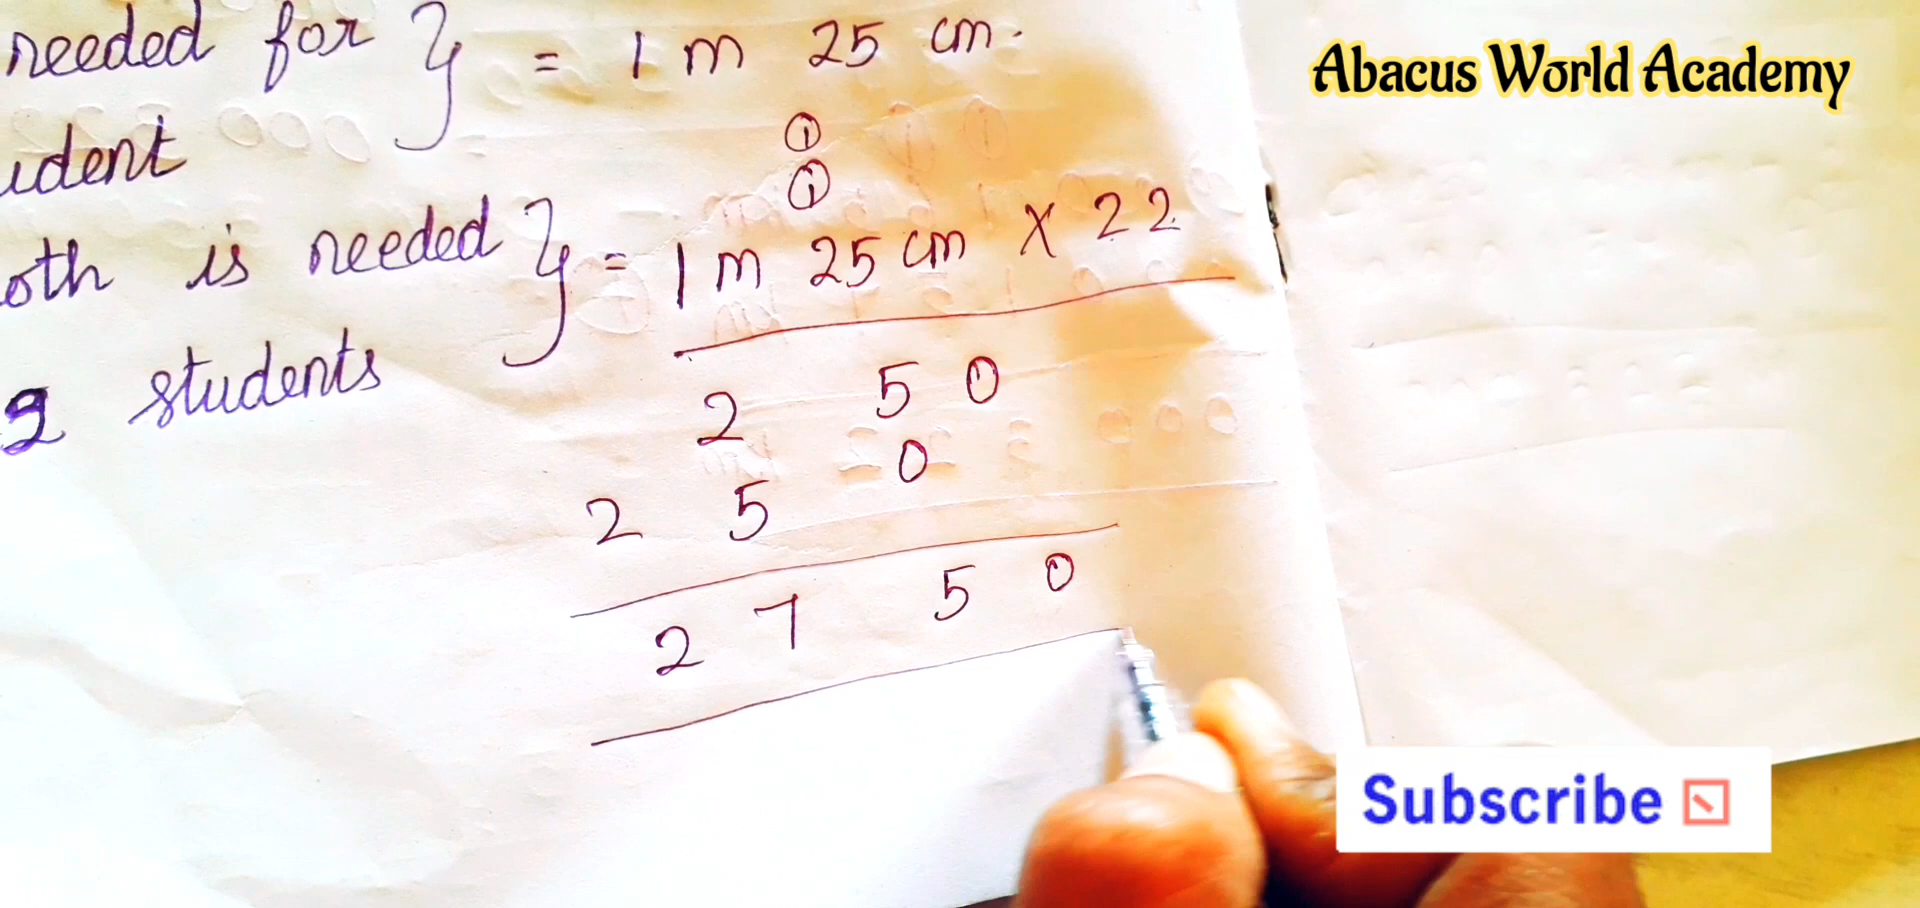 needed for } = 1 m 25 cm.
udent
①
①
oth is needed } = 1 m 25 cm × 22
2 students
2 5 0
2 5 0
2 7 5 0
Abacus World Academy
Subscribe